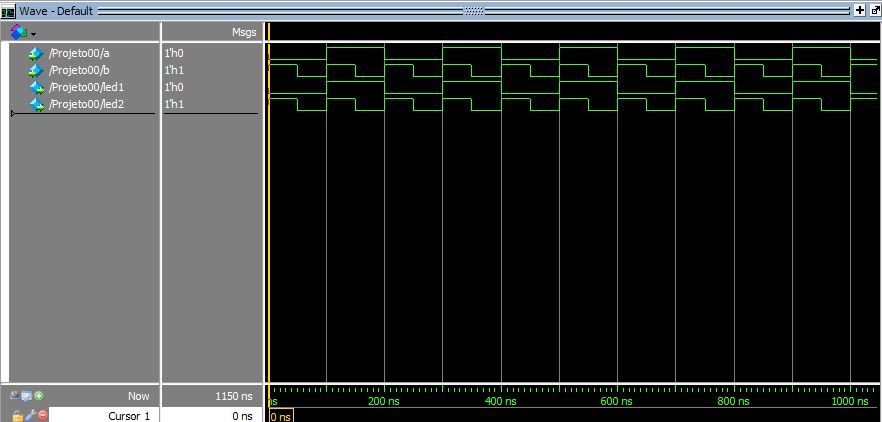 Wave - Default
Msgs
/Projeto00/a 1'h0
/Projeto00/b 1'h1
/Projeto00/led1 1'h0
/Projeto00/led2 1'h1
Now 1150 ns
ns 200 ns 400 ns 600 ns 800 ns 1000 ns
Cursor 1 0 ns 0 ns